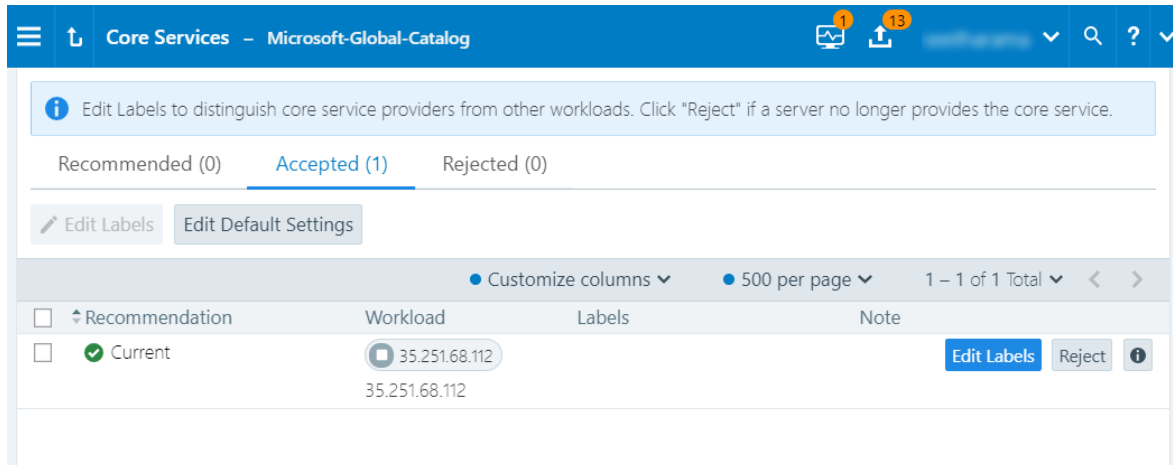 Core Services – Microsoft-Global-Catalog 1 13 ?
Edit Labels to distinguish core service providers from other workloads. Click "Reject" if a server no longer provides the core service.
Recommended (0) Accepted (1) Rejected (0)
Edit Labels Edit Default Settings
Customize columns 500 per page 1 – 1 of 1 Total
Recommendation Workload Labels Note
Current 35.251.68.112 Edit Labels Reject
35.251.68.112